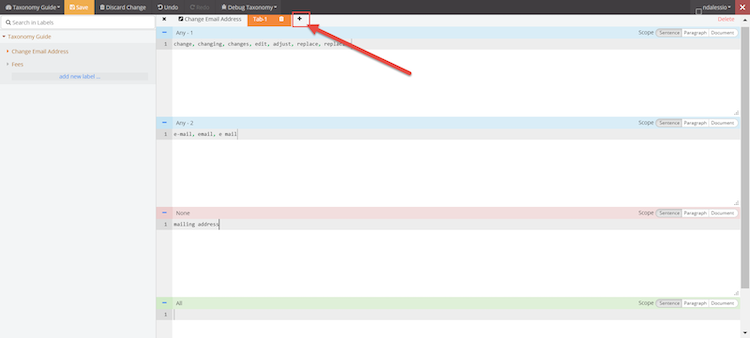 Taxonomy Guide Save Discard Change Undo Redo Debug Taxonomy ndalessio
Search in Labels
Change Email Address Tab-1 + Delete
Taxonomy Guide
Change Email Address
Fees
add new label ...
Any - 1 Scope Sentence Paragraph Document
1 change, changing, changes, edit, adjust, replace,
Any - 2 Scope Sentence Paragraph Document
1 e-mail, email, e mail
None Scope Sentence Paragraph Document
1 mailing address
All Scope Sentence Paragraph Document
1